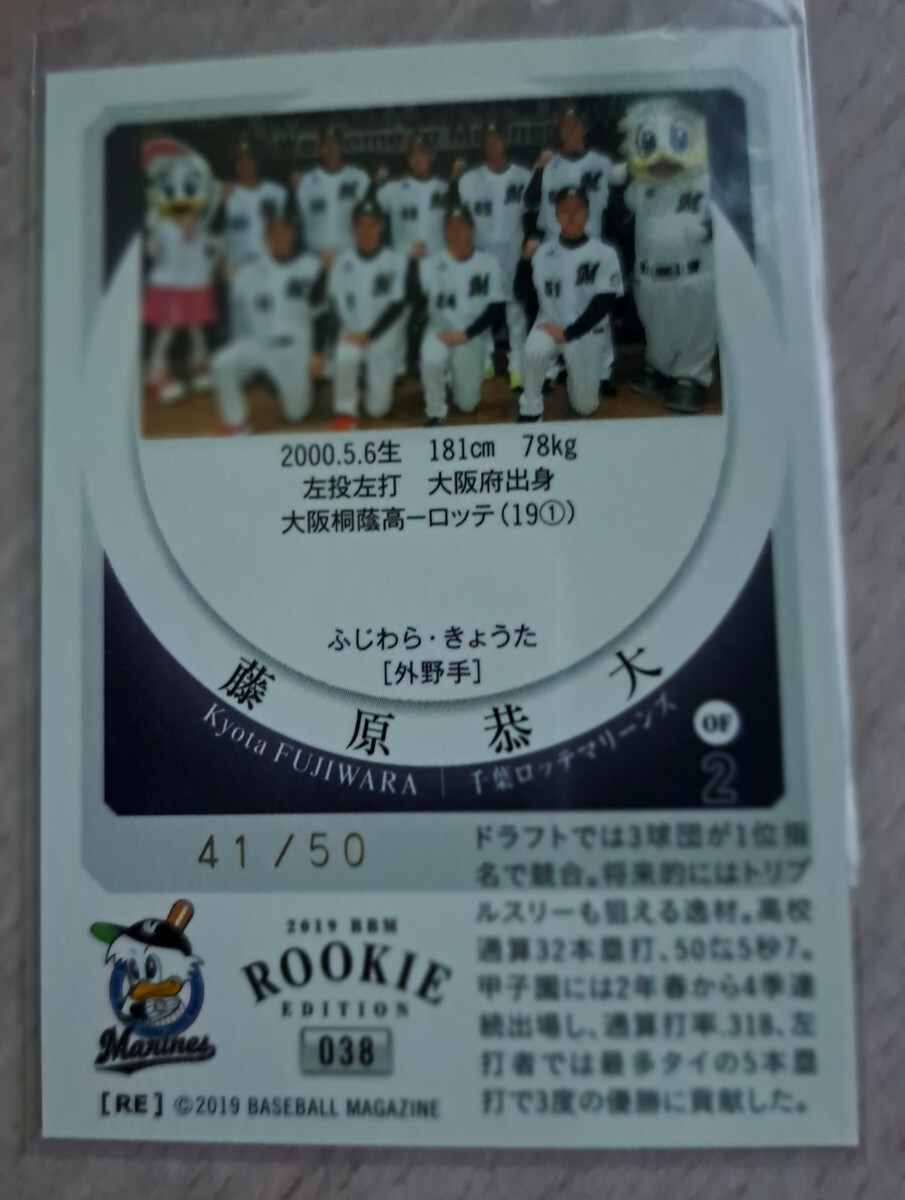 2000.5.6生 181cm 78kg
左投左打 大阪府出身
大阪桐蔭高ーロッテ(19①)
ふじわら・きょうた
[外野手]
藤原恭大
Kyota FUJIWARA | 千葉ロッテマリーンズ
OF
2
41/50
ドラフトでは3球団が1位指
名で競合。将来的にはトリプ
ルスリーも狙える逸材。高校
通算32本塁打、50㍍5秒7。
甲子園には2年春から4季連
続出場し、通算打率.318、左
打者では最多タイの5本塁
打で3度の優勝に貢献した。
Marines
2019 BBM
ROOKIE
EDITION
038
[RE] ©2019 BASEBALL MAGAZINE